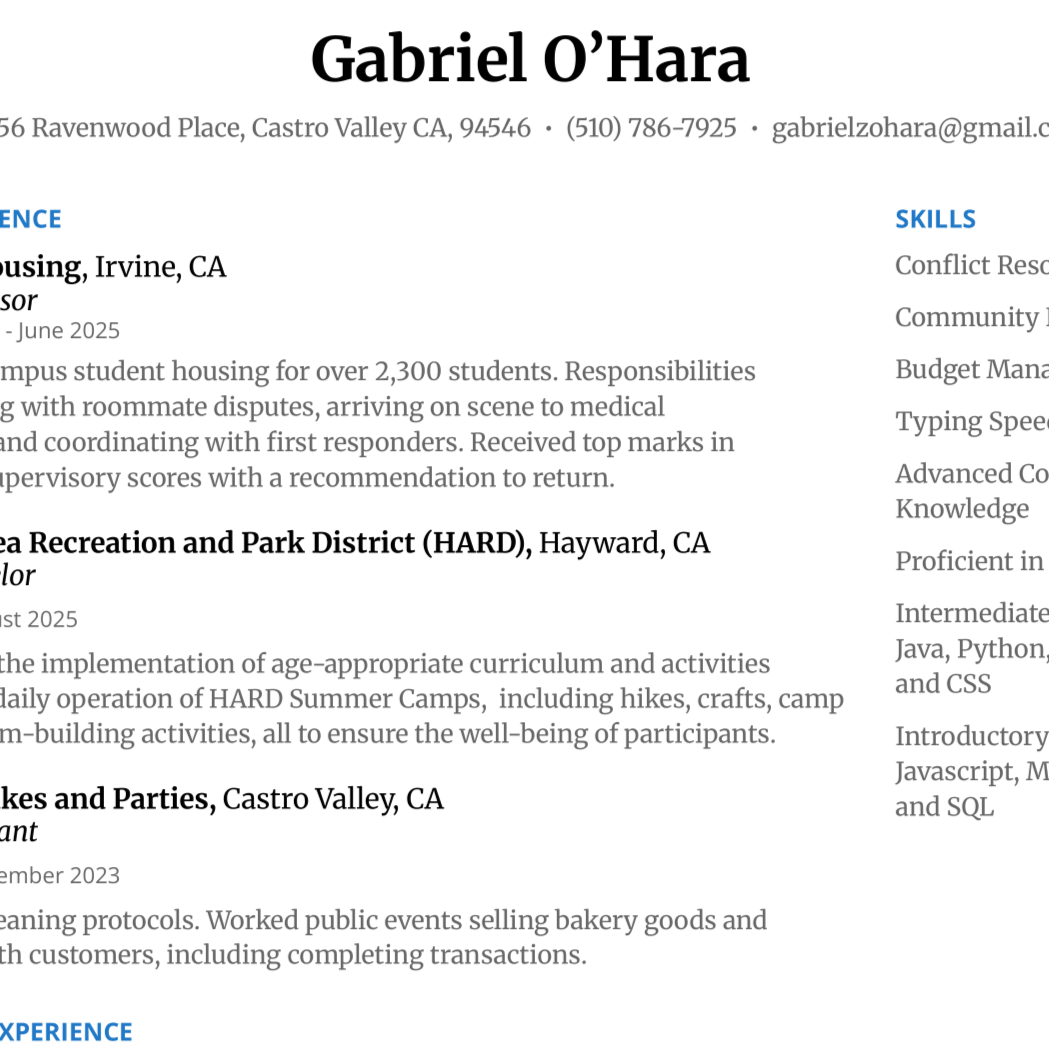 Gabriel O’Hara
56 Ravenwood Place, Castro Valley CA, 94546 • (510) 786-7925 • gabrielzohara@gmail.c
ENCE
ousing, Irvine, CA
sor
- June 2025
mpus student housing for over 2,300 students. Responsibilities
g with roommate disputes, arriving on scene to medical
and coordinating with first responders. Received top marks in
upervisory scores with a recommendation to return.
ea Recreation and Park District (HARD), Hayward, CA
lor
ust 2025
the implementation of age-appropriate curriculum and activities
daily operation of HARD Summer Camps, including hikes, crafts, camp
m-building activities, all to ensure the well-being of participants.
kes and Parties, Castro Valley, CA
ant
ember 2023
eaning protocols. Worked public events selling bakery goods and
th customers, including completing transactions.
XPERIENCE
SKILLS
Conflict Reso
Community
Budget Mana
Typing Spee
Advanced Co
Knowledge
Proficient in
Intermediate
Java, Python,
and CSS
Introductory
Javascript, M
and SQL